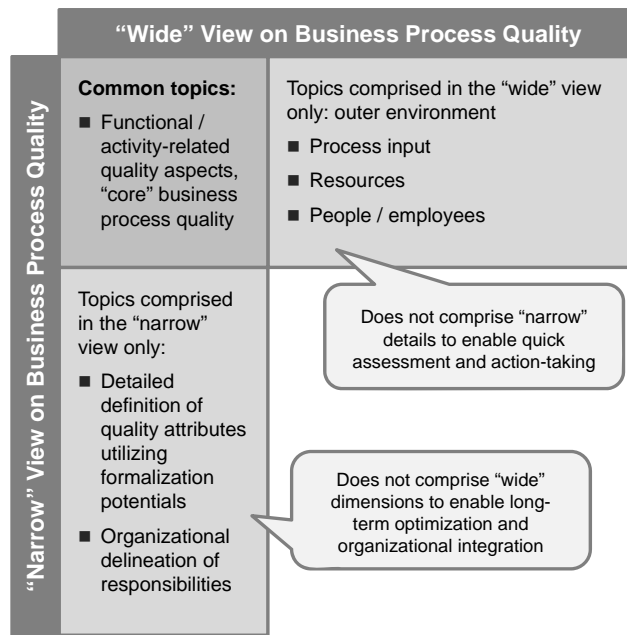 “Wide” View on Business Process Quality
“Narrow” View on Business Process Quality
Common topics:
■ Functional /
activity-related
quality aspects,
“core” business
process quality
Topics comprised in the “wide” view
only: outer environment
■ Process input
■ Resources
■ People / employees
Does not comprise “narrow”
details to enable quick
assessment and action-taking
Topics comprised
in the “narrow”
view only:
■ Detailed
definition of
quality attributes
utilizing
formalization
potentials
■ Organizational
delineation of
responsibilities
Does not comprise “wide”
dimensions to enable long-
term optimization and
organizational integration